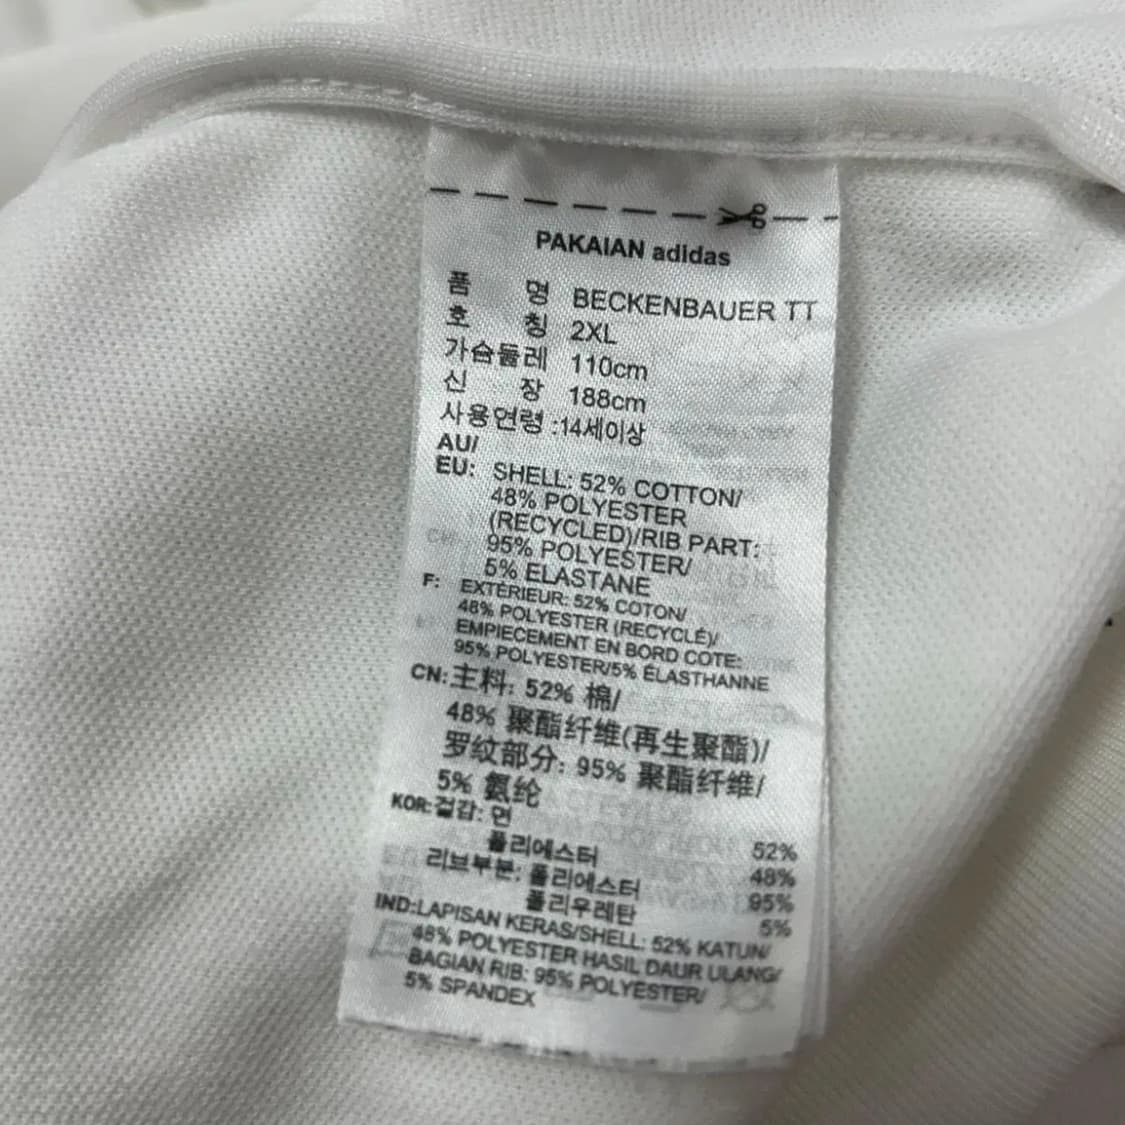 PAKAIAN adidas
품 명 BECKENBAUER TT
호 칭 2XL
가슴둘레 110cm
신 장 188cm
사용연령 :14세이상
AU/
EU: SHELL: 52% COTTON/
48% POLYESTER
(RECYCLED)/RIB PART:
95% POLYESTER/
5% ELASTANE
F: EXTÉRIEUR: 52% COTON/
48% POLYESTER (RECYCLÉ)/
EMPIECEMENT EN BORD COTE:
95% POLYESTER/5% ÉLASTHANNE
CN:主料: 52% 棉/
48% 聚酯纤维(再生聚酯)/
罗纹部分: 95% 聚酯纤维/
5% 氨纶
KOR:겉감: 면 52%
폴리에스터 48%
리브부분: 폴리에스터 95%
폴리우레탄 5%
IND:LAPISAN KERAS/SHELL: 52% KATUN/
48% POLYESTER HASIL DAUR ULANG/
BAGIAN RIB: 95% POLYESTER/
5% SPANDEX